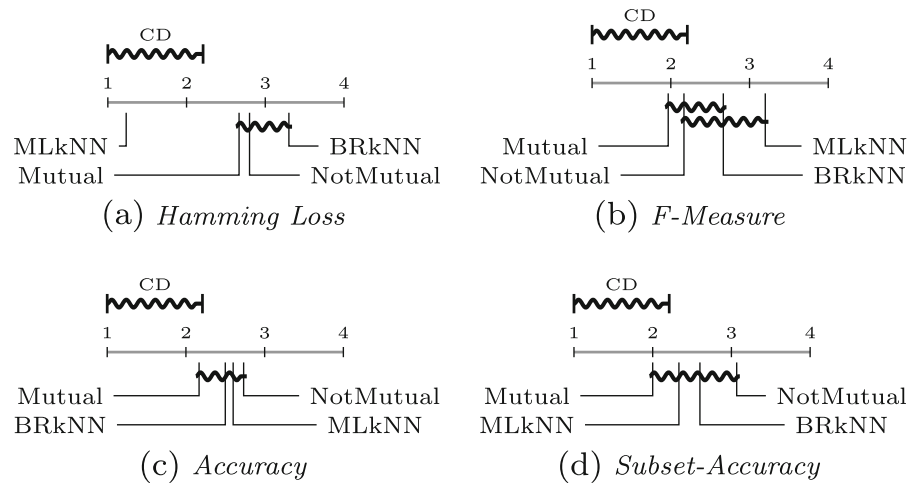 CD
1 2 3 4
MLkNN BRkNN
Mutual NotMutual
(a) Hamming Loss
CD
1 2 3 4
Mutual MLkNN
NotMutual BRkNN
(b) F-Measure
CD
1 2 3 4
Mutual NotMutual
BRkNN MLkNN
(c) Accuracy
CD
1 2 3 4
Mutual NotMutual
MLkNN BRkNN
(d) Subset-Accuracy